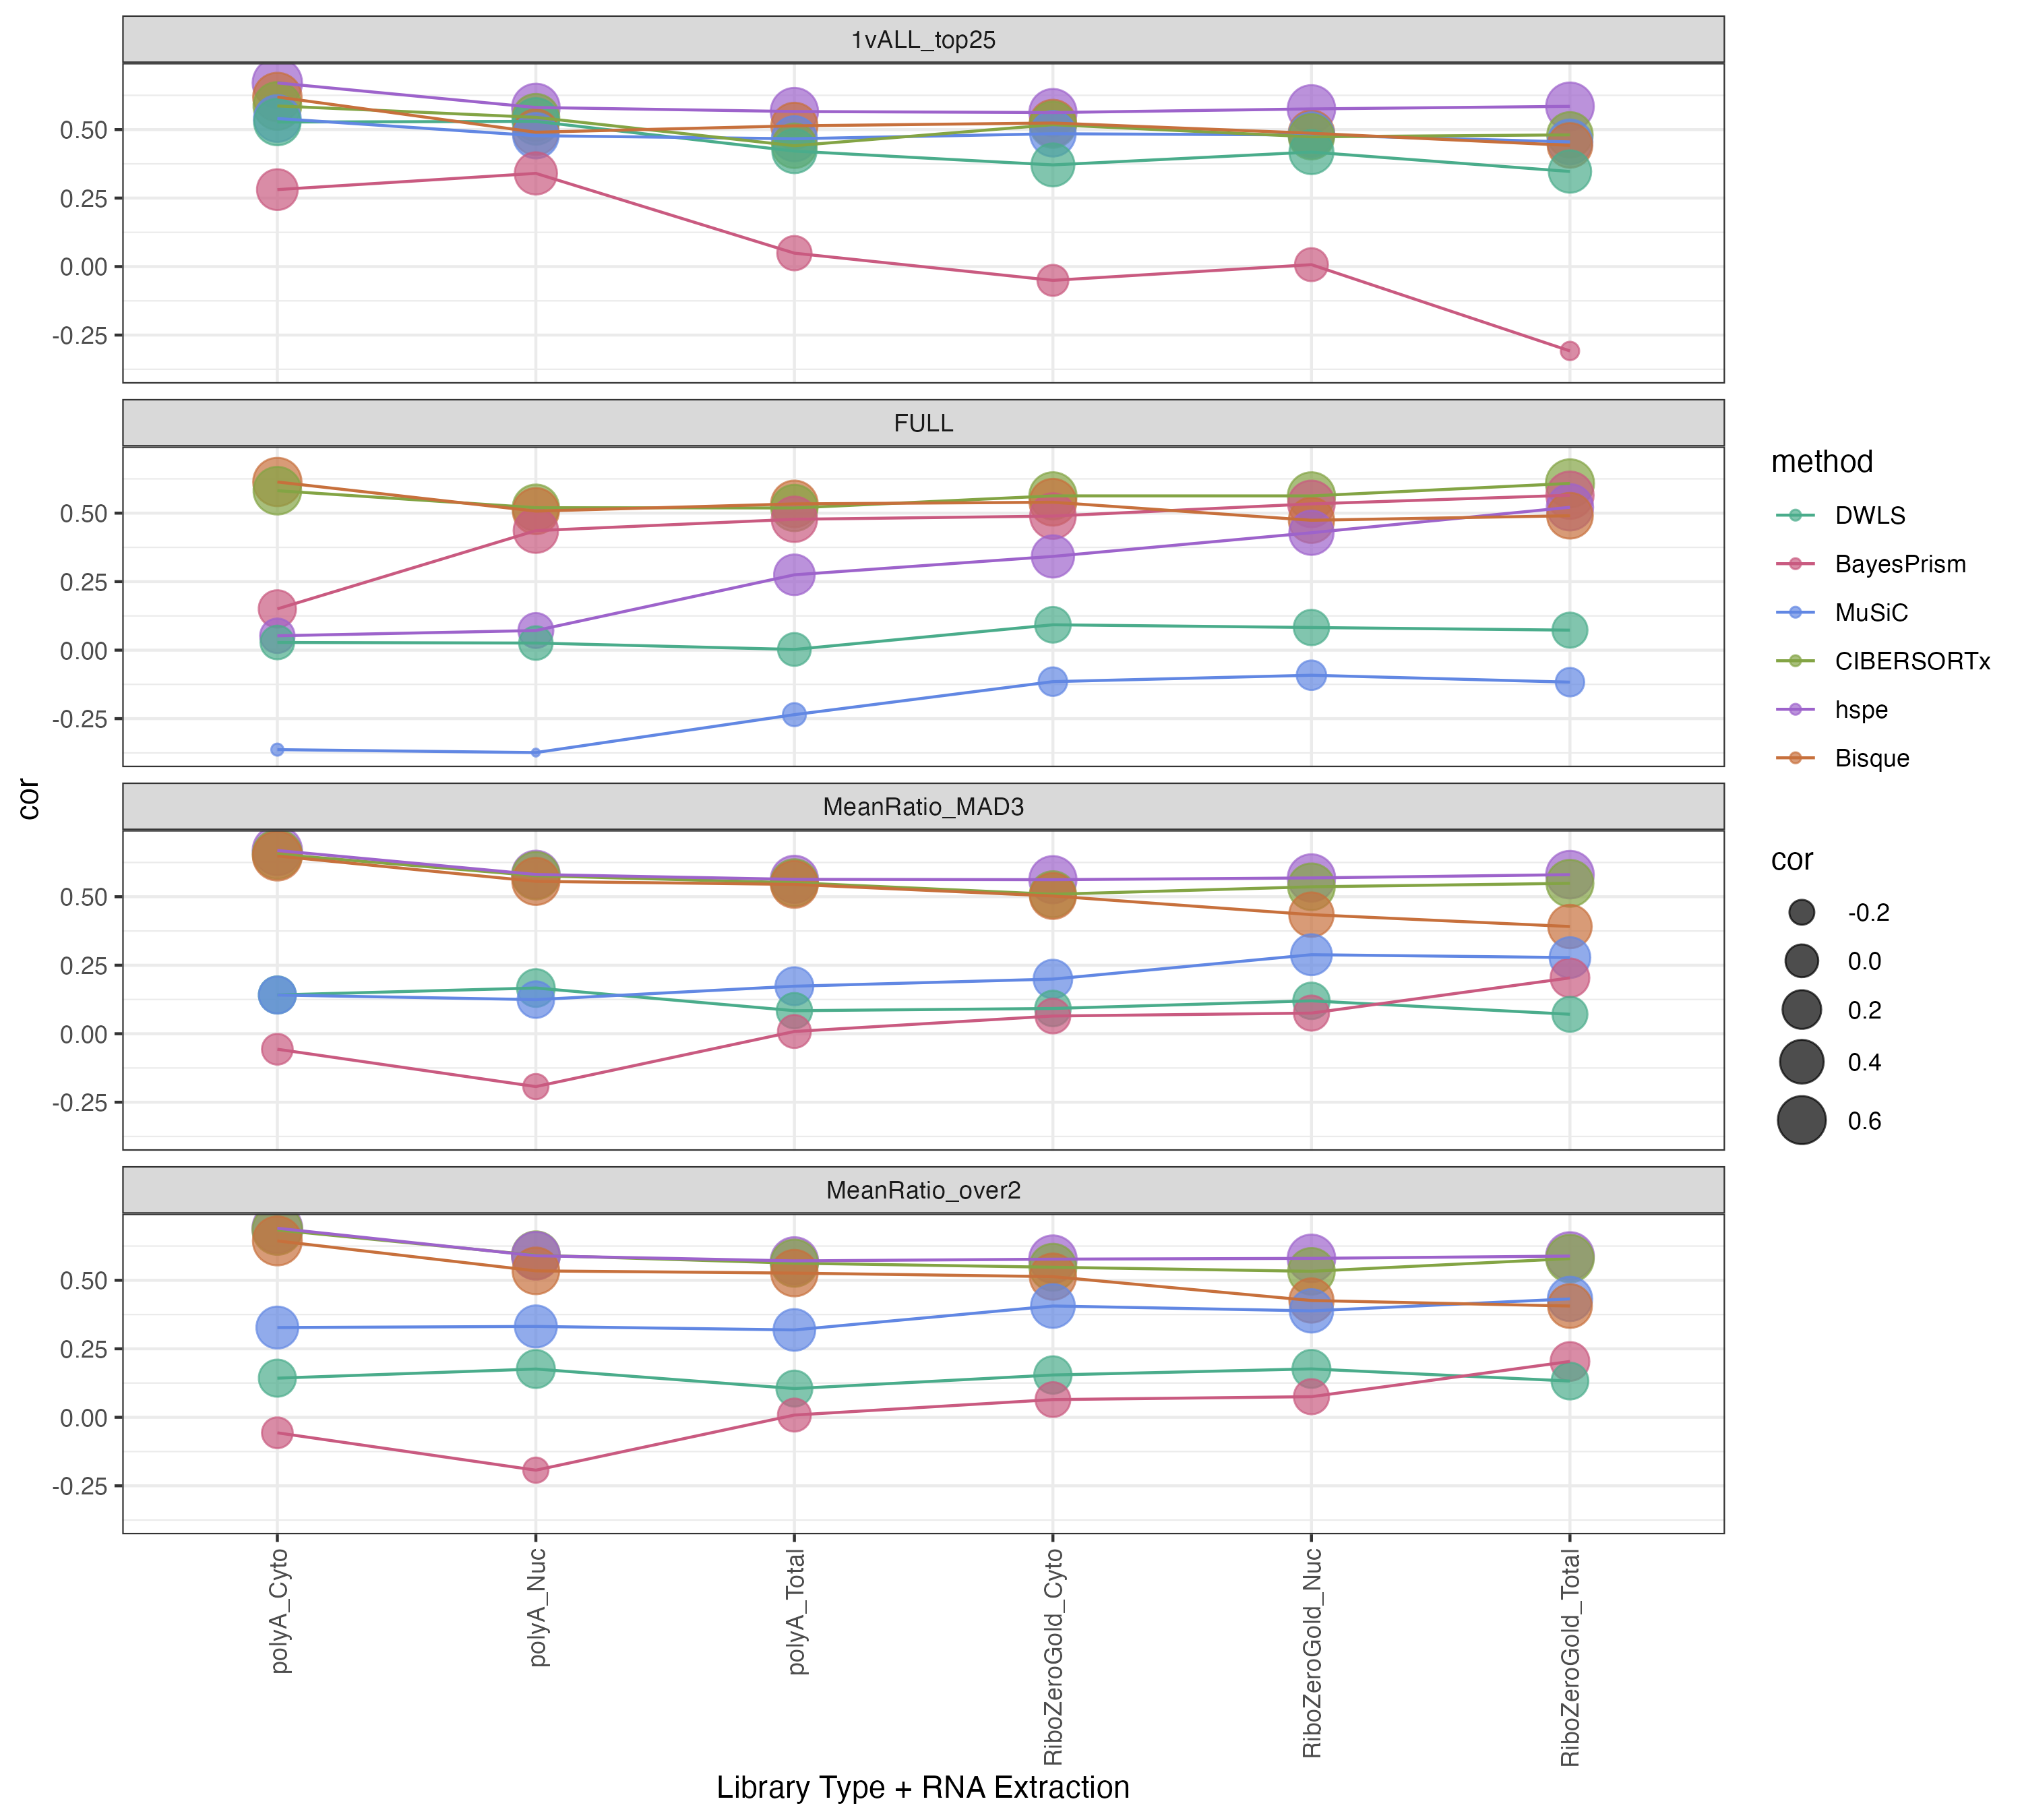 1vALL_top25
0.50
0.25
0.00
-0.25
FULL
0.50
0.25
0.00
-0.25
MeanRatio_MAD3
0.50
0.25
0.00
-0.25
MeanRatio_over2
0.50
0.25
0.00
-0.25
cor
polyA_Cyto
polyA_Nuc
polyA_Total
RiboZeroGold_Cyto
RiboZeroGold_Nuc
RiboZeroGold_Total
Library Type + RNA Extraction
method
DWLS
BayesPrism
MuSiC
CIBERSORTx
hspe
Bisque
cor
-0.2
0.0
0.2
0.4
0.6